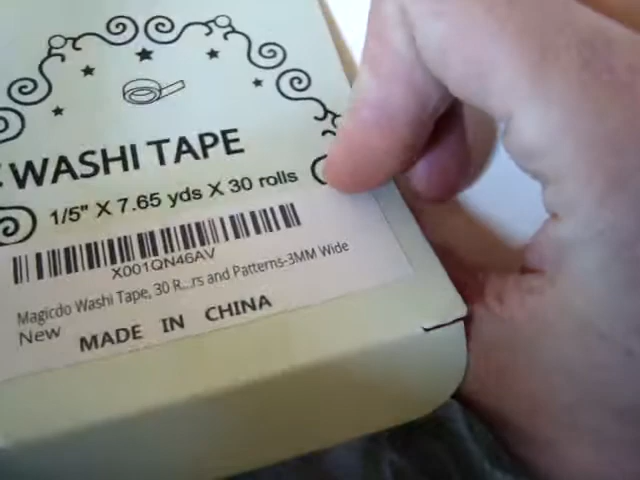 WASHI TAPE
1/5" X 7.65 yds X 30 rolls
X001QN46AV
Magicdo Washi Tape, 30 R...rs and Patterns-3MM Wide
New
MADE IN CHINA